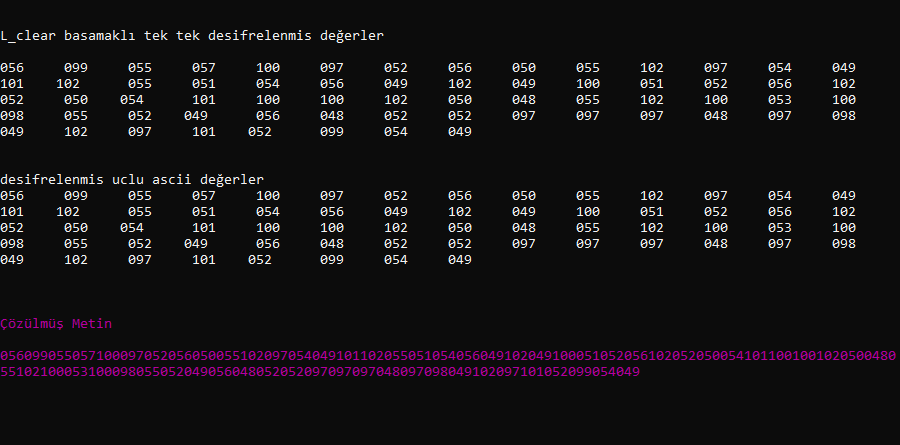 L_clear basamaklı tek tek desifrelenmis değerler
056 099 055 057 100 097 052 056 050 055 102 097 054 049
101 102 055 051 054 056 049 102 049 100 051 052 056 102
052 050 054 101 100 100 102 050 048 055 102 100 053 100
098 055 052 049 056 048 052 052 097 097 097 048 097 098
049 102 097 101 052 099 054 049
desifrelenmis uclu ascii değerler
056 099 055 057 100 097 052 056 050 055 102 097 054 049
101 102 055 051 054 056 049 102 049 100 051 052 056 102
052 050 054 101 100 100 102 050 048 055 102 100 053 100
098 055 052 049 056 048 052 052 097 097 097 048 097 098
049 102 097 101 052 099 054 049
Çözülmüş Metin
0560990550571000970520560500551020970540491011020550510540560491020491000510520561020520500541011001001020500480
55102100053100098055052049056048052052097097097048097098049102097101052099054049